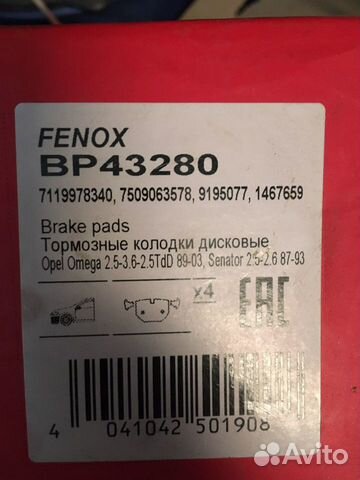 FENOX
BP43280
7119978340, 7509063578, 9195077, 1467659
Brake pads
Тормозные колодки дисковые
Opel Omega 2.5-3.6-2.5TdD 89-03, Senator 2.5-2.6 87-93
x4
EAC
4 041042 501908
Avito